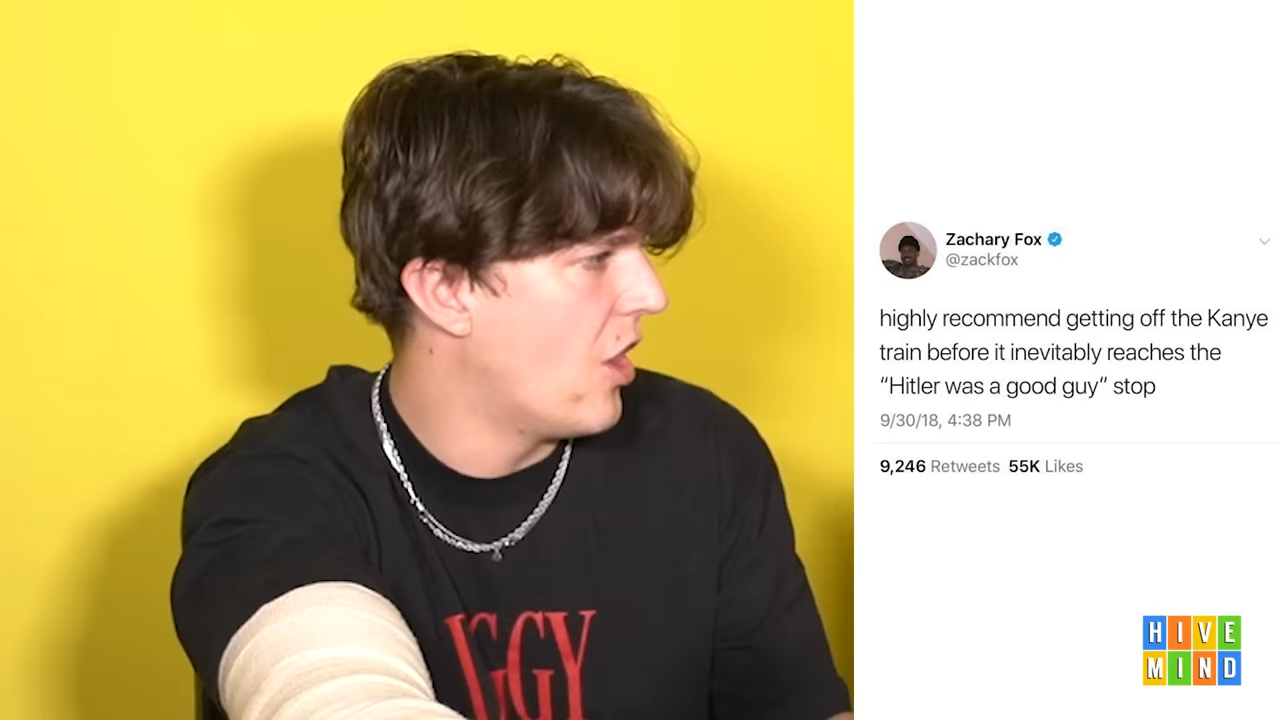 Zachary Fox
@zackfox
highly recommend getting off the Kanye
train before it inevitably reaches the
“Hitler was a good guy” stop
9/30/18, 4:38 PM
9,246 Retweets 55K Likes
HIVE
MIND